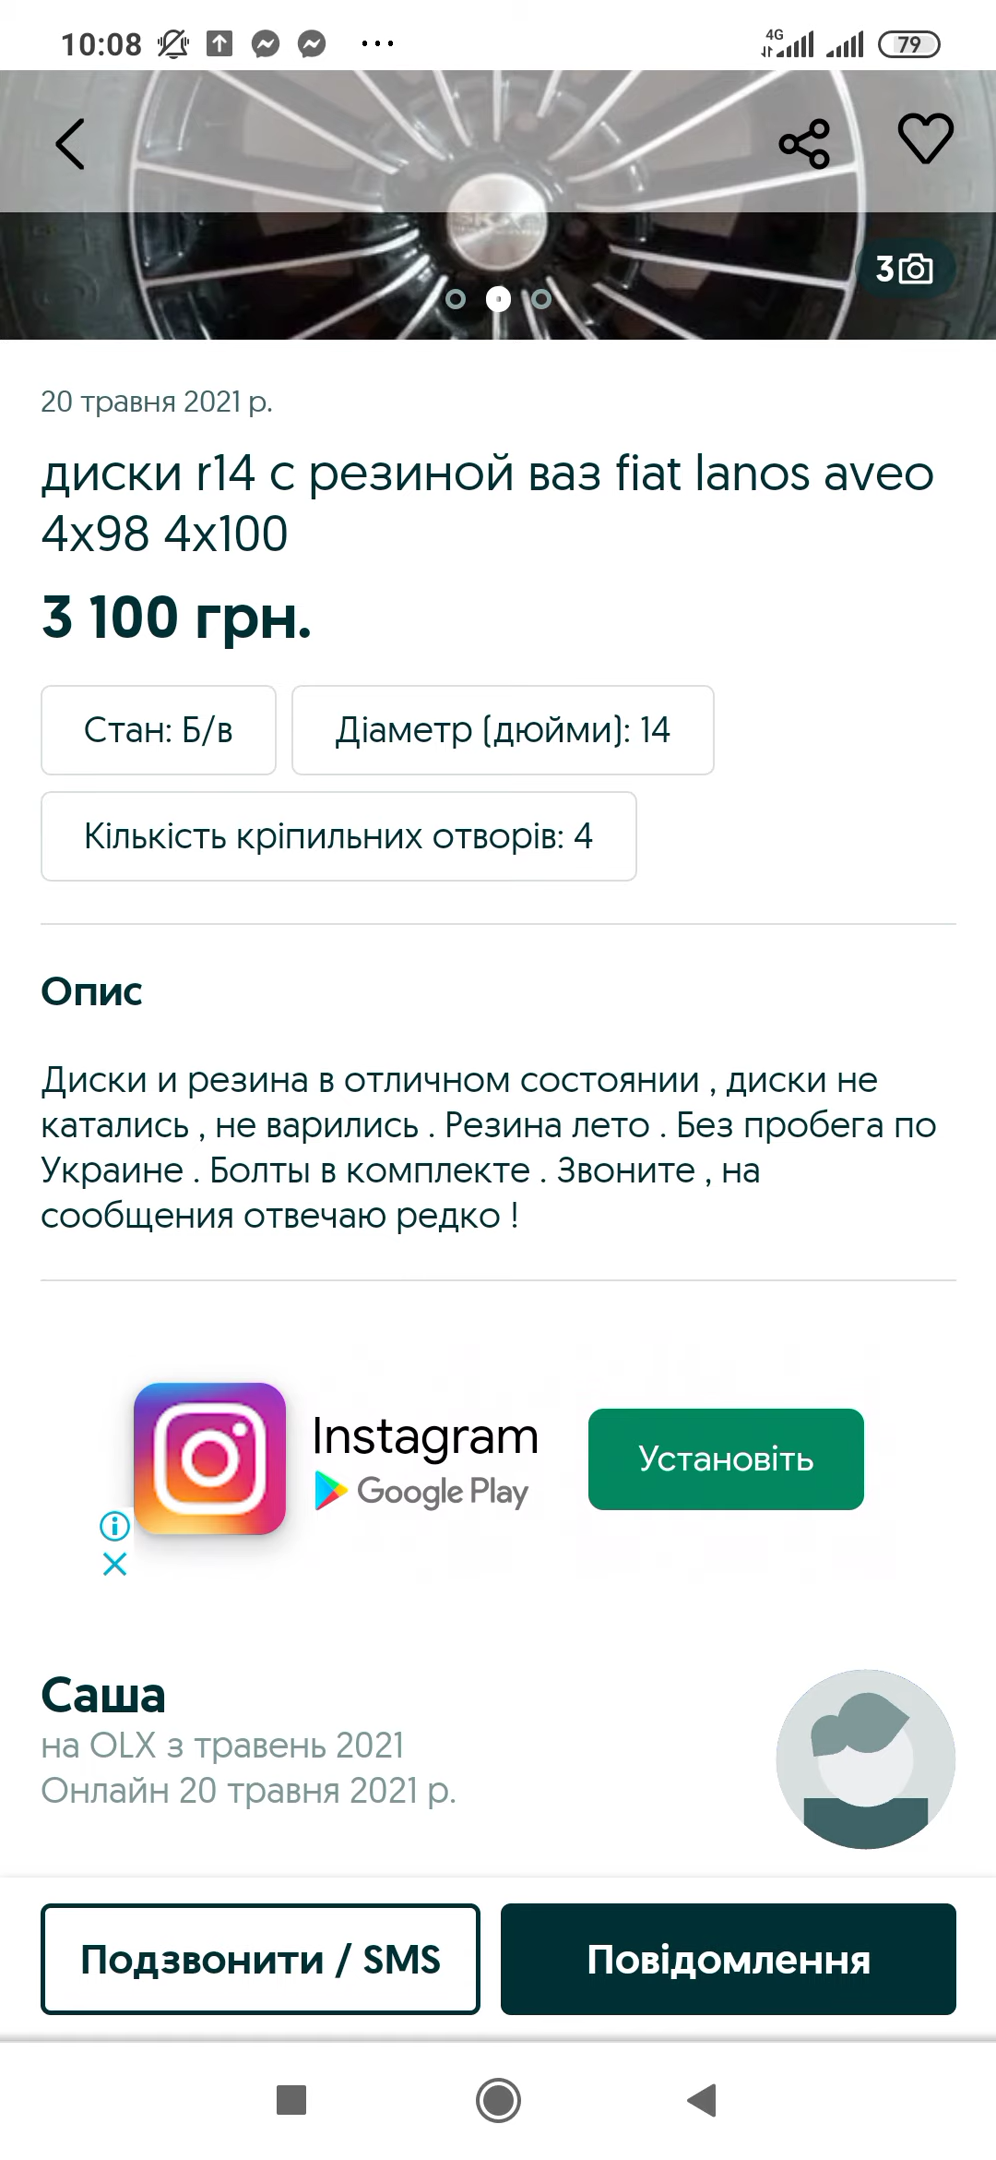 10:08
4G
79
3
20 травня 2021 р.
диски r14 с резиной ваз fiat lanos aveo
4x98 4x100
3 100 грн.
Стан: Б/в
Діаметр (дюйми): 14
Кількість кріпильних отворів: 4
Опис
Диски и резина в отличном состоянии , диски не
катались , не варились . Резина лето . Без пробега по
Украине . Болты в комплекте . Звоните , на
сообщения отвечаю редко !
Instagram
Google Play
Установіть
Саша
на OLX з травень 2021
Онлайн 20 травня 2021 р.
Подзвонити / SMS
Повідомлення